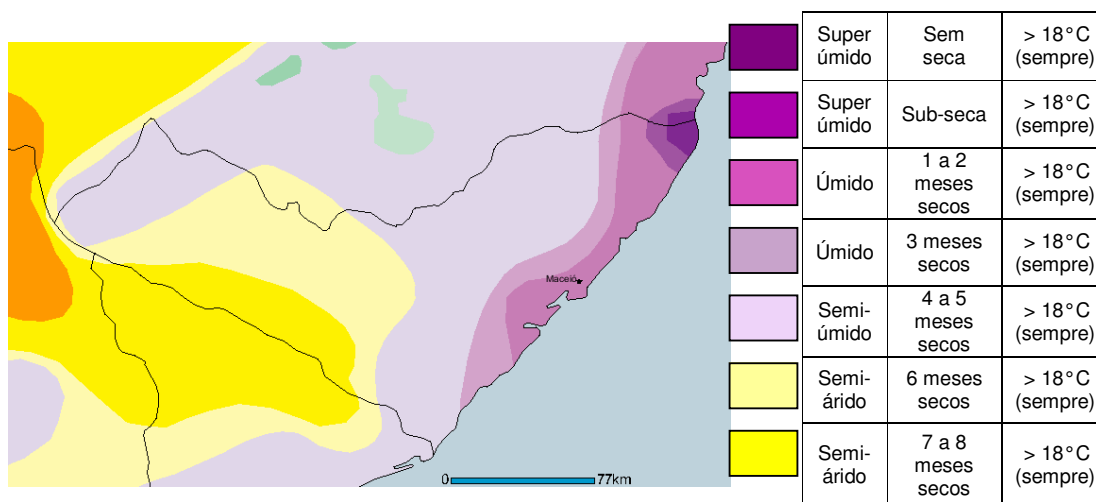 Maceió
0
77km
Super
úmido
Sem
seca
> 18°C
(sempre)
Super
úmido
Sub-seca
> 18°C
(sempre)
Úmido
1 a 2
meses
secos
> 18°C
(sempre)
Úmido
3 meses
secos
> 18°C
(sempre)
Semi-
úmido
4 a 5
meses
secos
> 18°C
(sempre)
Semi-
árido
6 meses
secos
> 18°C
(sempre)
Semi-
árido
7 a 8
meses
secos
> 18°C
(sempre)